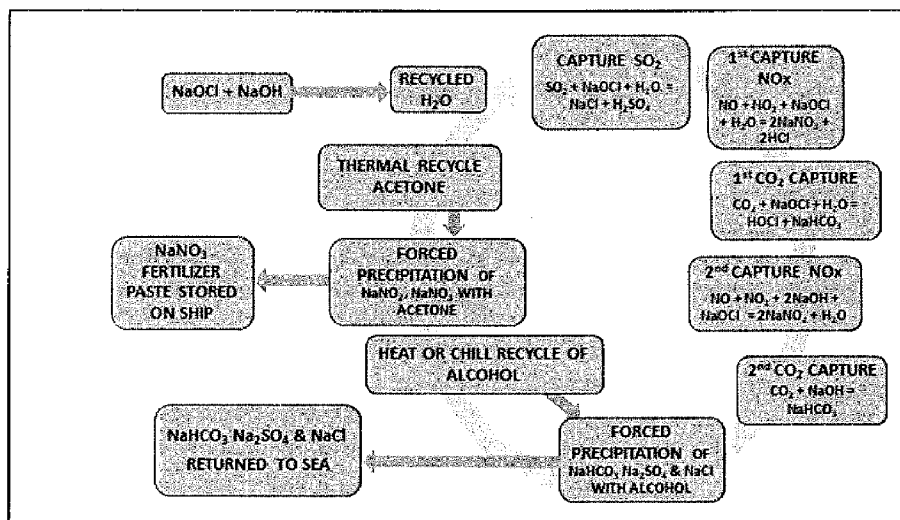 NaOCl + NaOH
RECYCLED
H₂O
CAPTURE SO₂
SO₂ + NaOCl + H₂O =
NaCl + H₂SO₄
1st CAPTURE
NOx
NO + NO₂ + NaOCl
+ H₂O = 2NaNO₃ +
2HCl
THERMAL RECYCLE
ACETONE
1st CO₂ CAPTURE
CO₂ + NaOCl + H₂O =
HOCl + NaHCO₃
NaNO₃
FERTILIZER
PASTE STORED
ON SHIP
FORCED
PRECIPITATION OF
NaNO₂, NaNO₃ WITH
ACETONE
2nd CAPTURE NOx
NO + NO₂ + 2NaOH +
NaOCl = 2NaNO₂ + H₂O
HEAT OR CHILL RECYCLE OF
ALCOHOL
2nd CO₂ CAPTURE
CO₂ + NaOH =
NaHCO₃
NaHCO₃ Na₂SO₄ & NaCl
RETURNED TO SEA
FORCED
PRECIPITATION OF
NaHCO₃ Na₂SO₄ & NaCl
WITH ALCOHOL